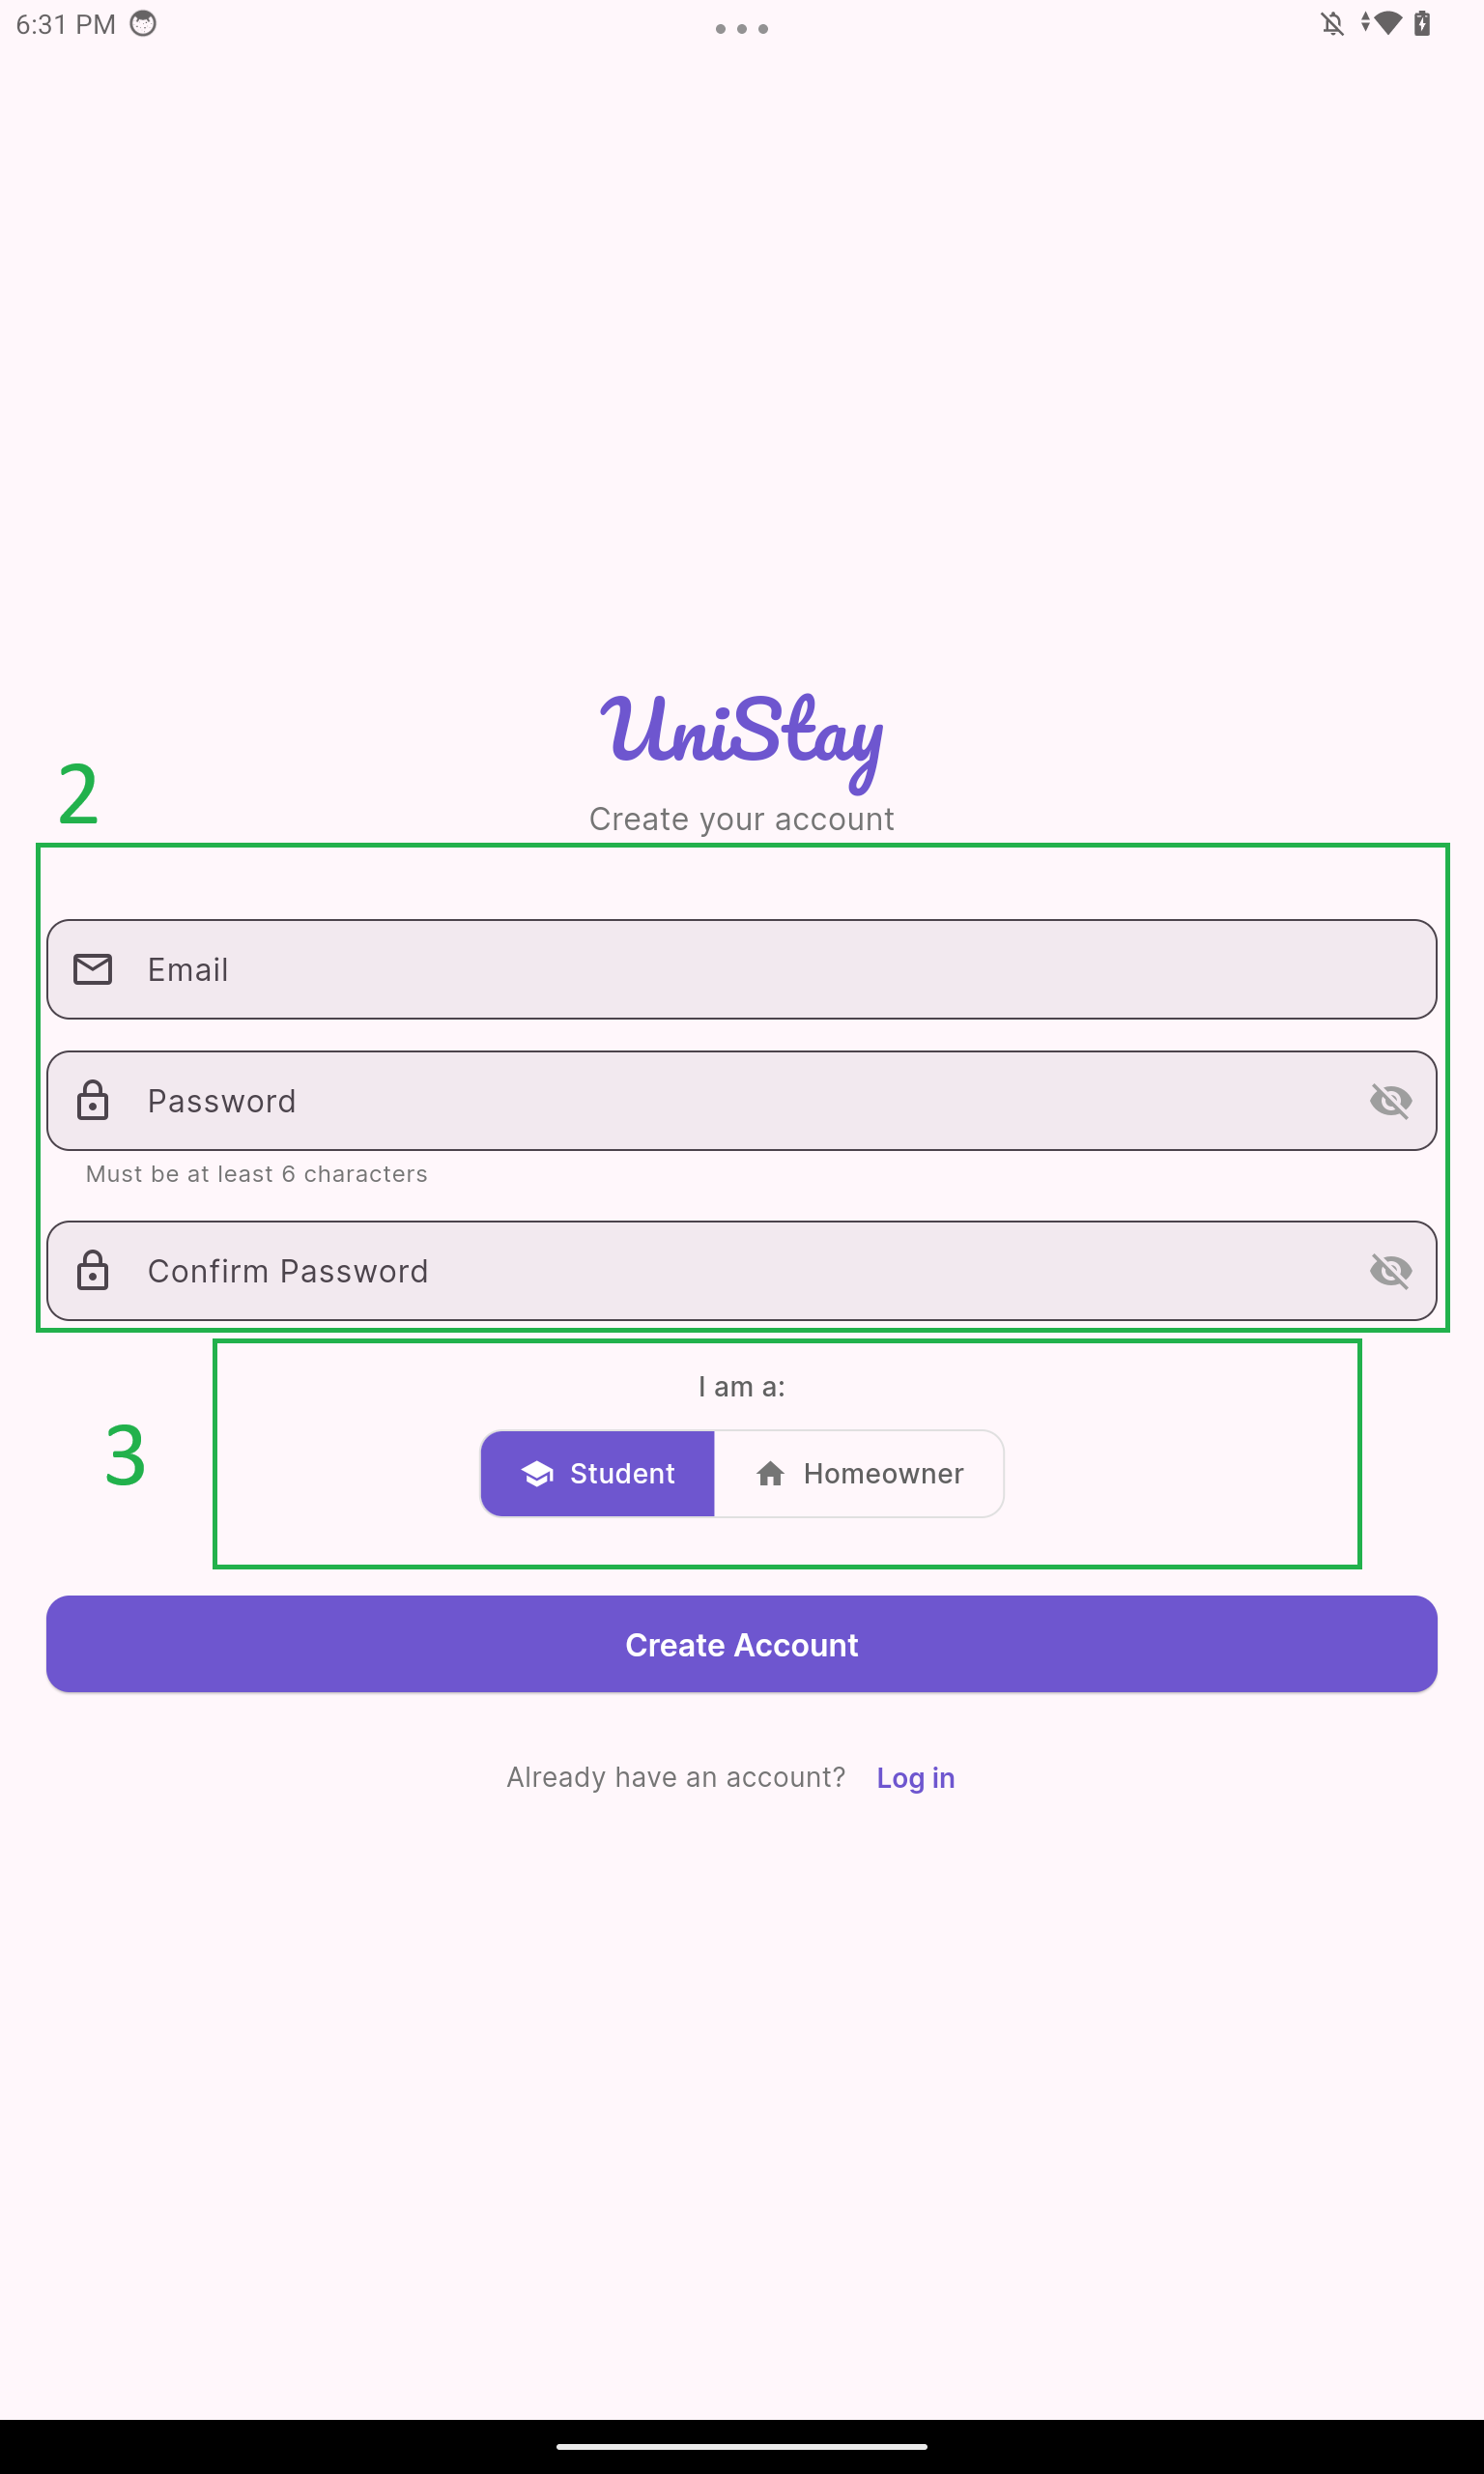 6:31 PM
UniStay
2
Create your account
Email
Password
Must be at least 6 characters
Confirm Password
I am a:
3
Student Homeowner
Create Account
Already have an account? Log in